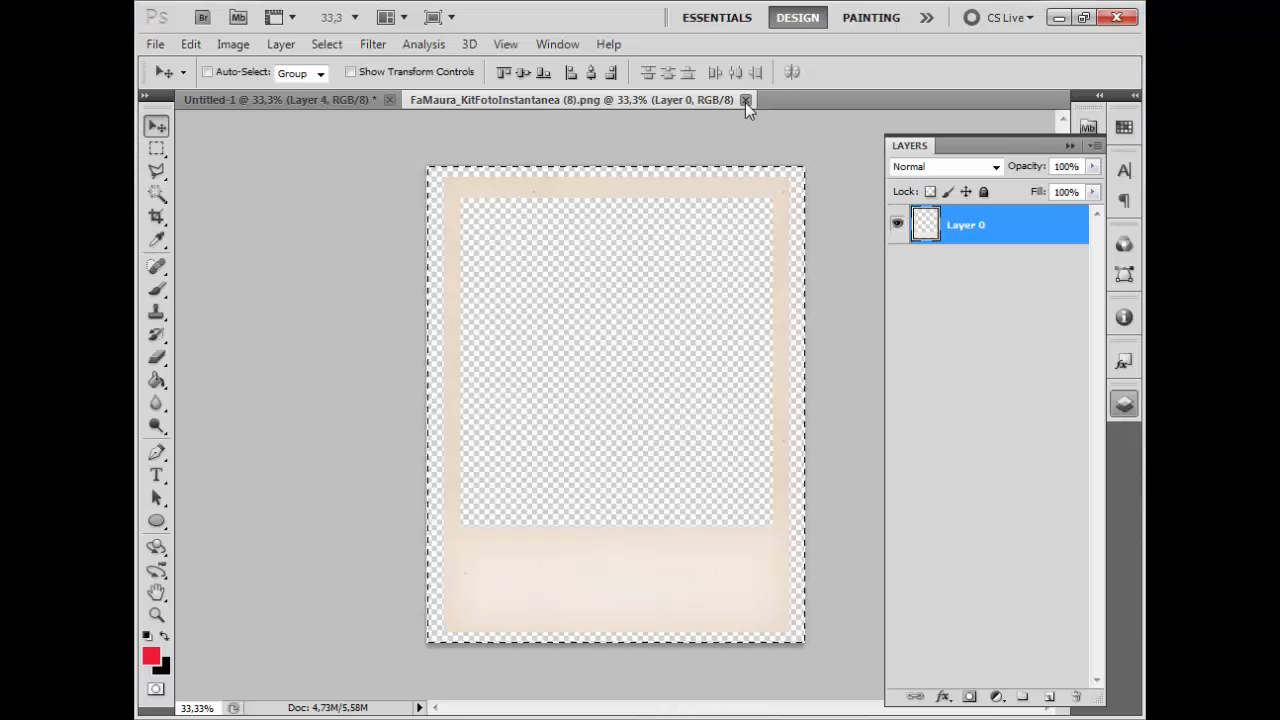 Ps Br Mb 33,3 ESSENTIALS DESIGN PAINTING CS Live
File Edit Image Layer Select Filter Analysis 3D View Window Help
Auto-Select: Group Show Transform Controls
Untitled-1 @ 33,3% (Layer 4, RGB/8) * FaMaura_KitFotoInstantanea (8).png @ 33,3% (Layer 0, RGB/8)
Mb
LAYERS
Normal Opacity: 100%
Lock: Fill: 100%
Layer 0
33,33% Doc: 4,73M/5,58M